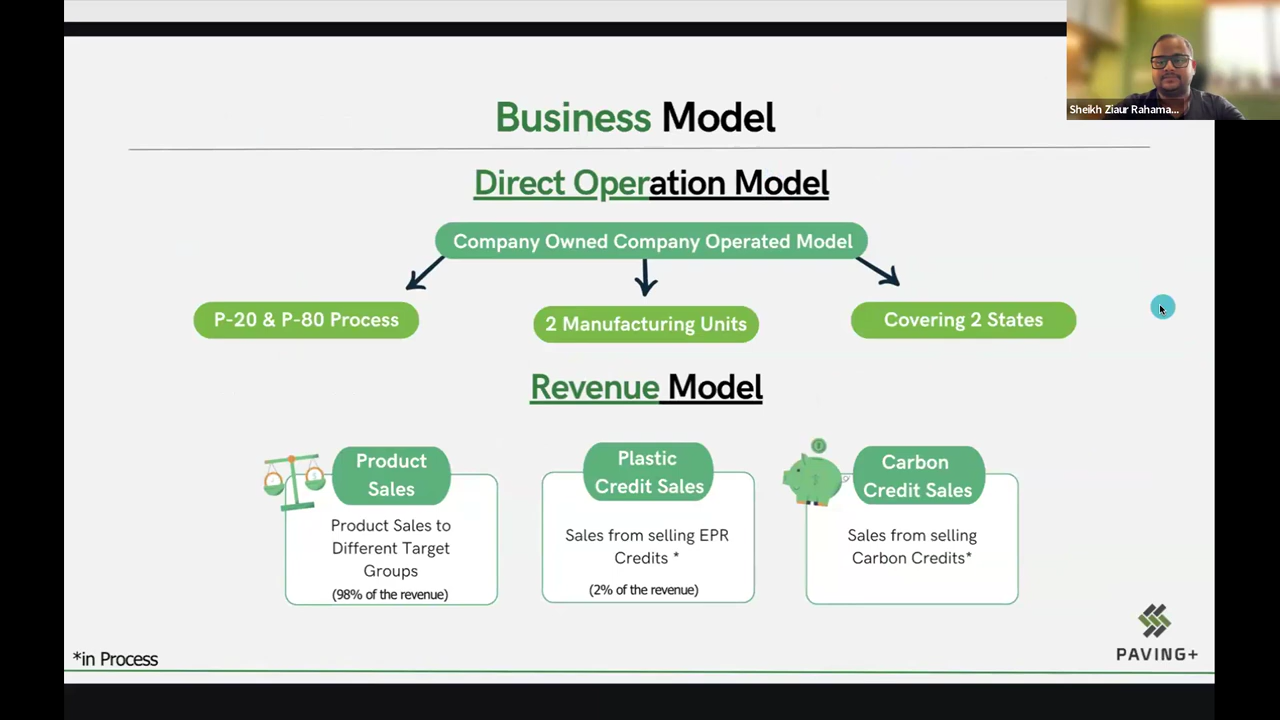 Sheikh Ziaur Rahama...
Business Model
Direct Operation Model
Company Owned Company Operated Model
P-20 & P-80 Process
2 Manufacturing Units
Covering 2 States
Revenue Model
Product
Sales
Product Sales to
Different Target
Groups
(98% of the revenue)
Plastic
Credit Sales
Sales from selling EPR
Credits *
(2% of the revenue)
Carbon
Credit Sales
Sales from selling
Carbon Credits*
PAVING+
*in Process